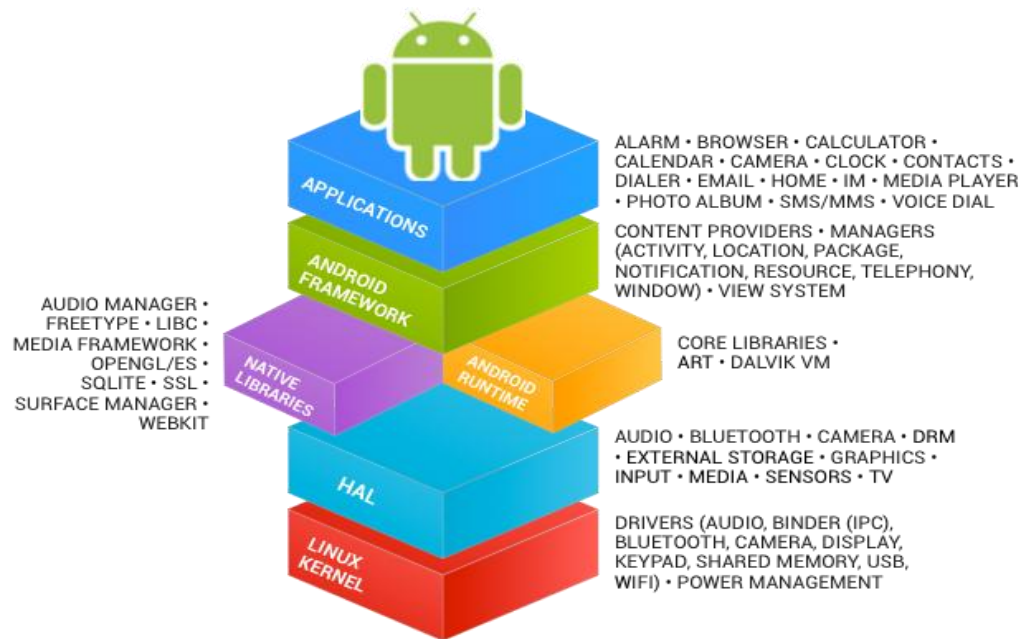 APPLICATIONS
ALARM • BROWSER • CALCULATOR •
CALENDAR • CAMERA • CLOCK • CONTACTS •
DIALER • EMAIL • HOME • IM • MEDIA PLAYER
• PHOTO ALBUM • SMS/MMS • VOICE DIAL
ANDROID
FRAMEWORK
CONTENT PROVIDERS • MANAGERS
(ACTIVITY, LOCATION, PACKAGE,
NOTIFICATION, RESOURCE, TELEPHONY,
WINDOW) • VIEW SYSTEM
AUDIO MANAGER •
FREETYPE • LIBC •
MEDIA FRAMEWORK •
OPENGL/ES •
SQLITE • SSL •
SURFACE MANAGER •
WEBKIT
NATIVE
LIBRARIES
ANDROID
RUNTIME
CORE LIBRARIES •
ART • DALVIK VM
HAL
AUDIO • BLUETOOTH • CAMERA • DRM
• EXTERNAL STORAGE • GRAPHICS •
INPUT • MEDIA • SENSORS • TV
LINUX
KERNEL
DRIVERS (AUDIO, BINDER (IPC),
BLUETOOTH, CAMERA, DISPLAY,
KEYPAD, SHARED MEMORY, USB,
WIFI) • POWER MANAGEMENT